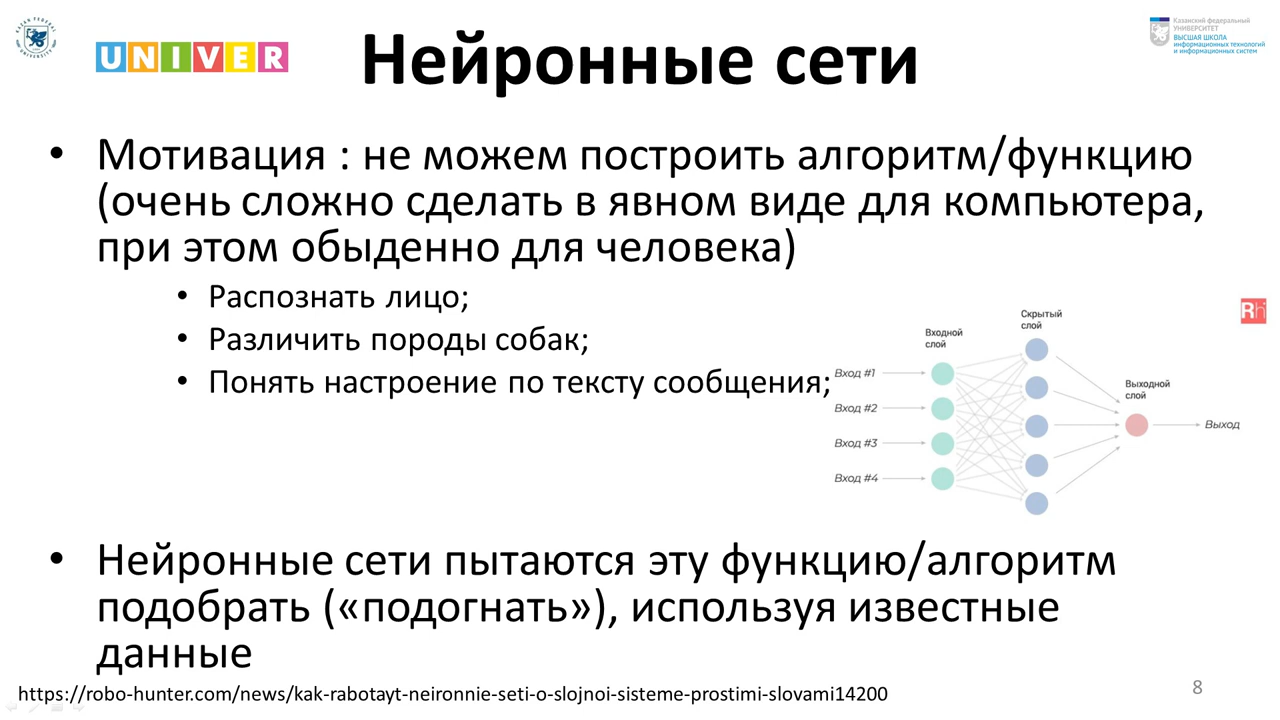 KAZAN FEDERAL UNIVERSITY
UNIVER
Нейронные сети
Казанский федеральный
УНИВЕРСИТЕТ
ВЫСШАЯ ШКОЛА
информационных технологий
и информационных систем
• Мотивация : не можем построить алгоритм/функцию
(очень сложно сделать в явном виде для компьютера,
при этом обыденно для человека)
• Распознать лицо;
• Различить породы собак;
• Понять настроение по тексту сообщения;
Rh
Входной
слой
Скрытый
слой
Выходной
слой
Вход #1
Вход #2
Вход #3
Вход #4
Выход
• Нейронные сети пытаются эту функцию/алгоритм
подобрать («подогнать»), используя известные
данные
https://robo-hunter.com/news/kak-rabotayt-neironnie-seti-o-slojnoi-sisteme-prostimi-slovami14200
8